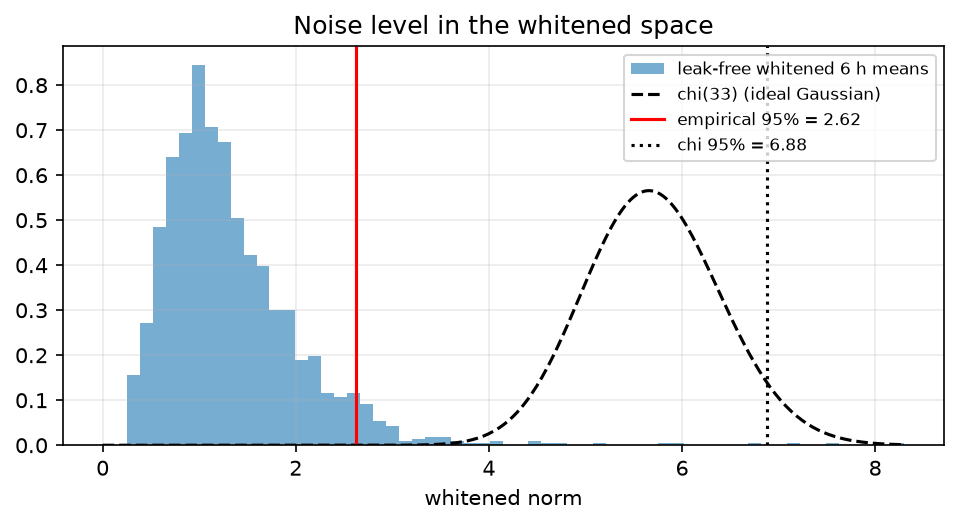 Noise level in the whitened space
leak-free whitened 6 h means
chi(33) (ideal Gaussian)
empirical 95% = 2.62
chi 95% = 6.88
0.8
0.7
0.6
0.5
0.4
0.3
0.2
0.1
0.0
0 2 4 6 8
whitened norm